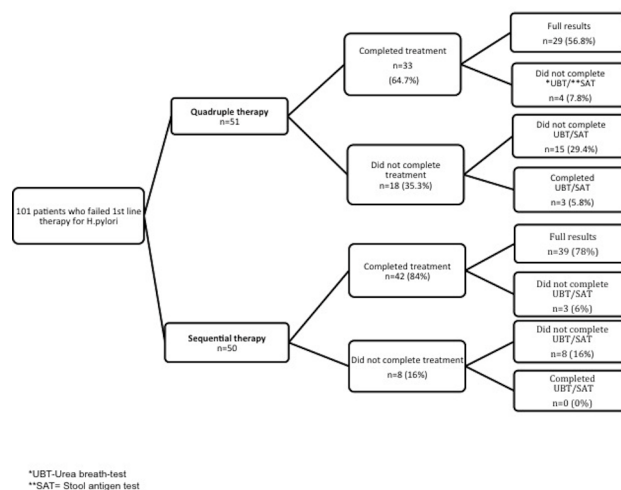 101 patients who failed 1st line
therapy for H.pylori
Quadruple therapy
n=51
Completed treatment
n=33
(64.7%)
Full results
n=29 (56.8%)
Did not complete
*UBT/**SAT
n=4 (7.8%)
Did not complete
treatment
n=18 (35.3%)
Did not complete
UBT/SAT
n=15 (29.4%)
Completed
UBT/SAT
n=3 (5.8%)
Sequential therapy
n=50
Completed treatment
n=42 (84%)
Full results
n=39 (78%)
Did not complete
UBT/SAT
n=3 (6%)
Did not complete treatment
n=8 (16%)
Did not complete
UBT/SAT
n=8 (16%)
Completed
UBT/SAT
n=0 (0%)
*UBT-Urea breath-test
**SAT= Stool antigen test